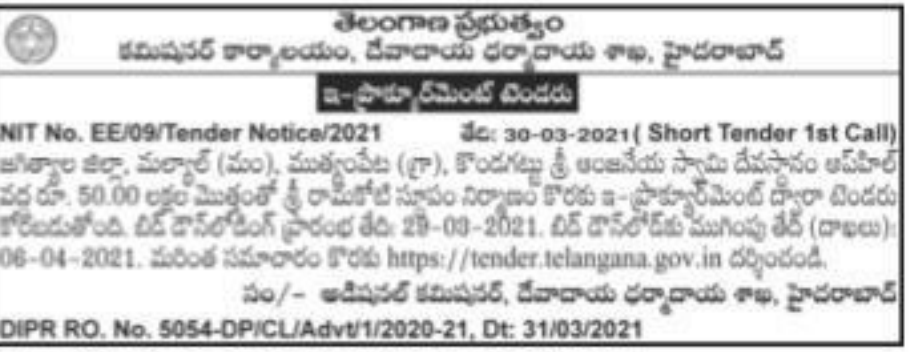 తెలంగాణ ప్రభుత్వం
కమిషనర్ కార్యాలయం, దేవాదాయ ధర్మాదాయ శాఖ, హైదరాబాద్
ఇ-ప్రొక్యూర్‌మెంట్ టెండరు
NIT No. EE/09/Tender Notice/2021 తేది: 30-03-2021( Short Tender 1st Call)
జగిత్యాల జిల్లా, మల్యాల్ (మం), ముత్యంపేట (గ్రా), కొండగట్టు శ్రీ ఆంజనేయ స్వామి దేవస్థానం అప్‌హిల్
వద్ద రూ. 50.00 లక్షల మొత్తంతో శ్రీ రామకోటి స్తూపం నిర్మాణం కొరకు ఇ-ప్రొక్యూర్‌మెంట్ ద్వారా టెండరు
కోరబడుతోంది. బిడ్ డౌన్‌లోడింగ్ ప్రారంభ తేది: 29-03-2021. బిడ్ డౌన్‌లోడ్‌కు ముగింపు తేదీ (దాఖలు):
06-04-2021. మరింత సమాచారం కొరకు https://tender.telangana.gov.in దర్శించండి.
సం/- అడిషనల్ కమిషనర్, దేవాదాయ ధర్మాదాయ శాఖ, హైదరాబాద్
DIPR RO. No. 5054-DP/CL/Advt/1/2020-21, Dt: 31/03/2021